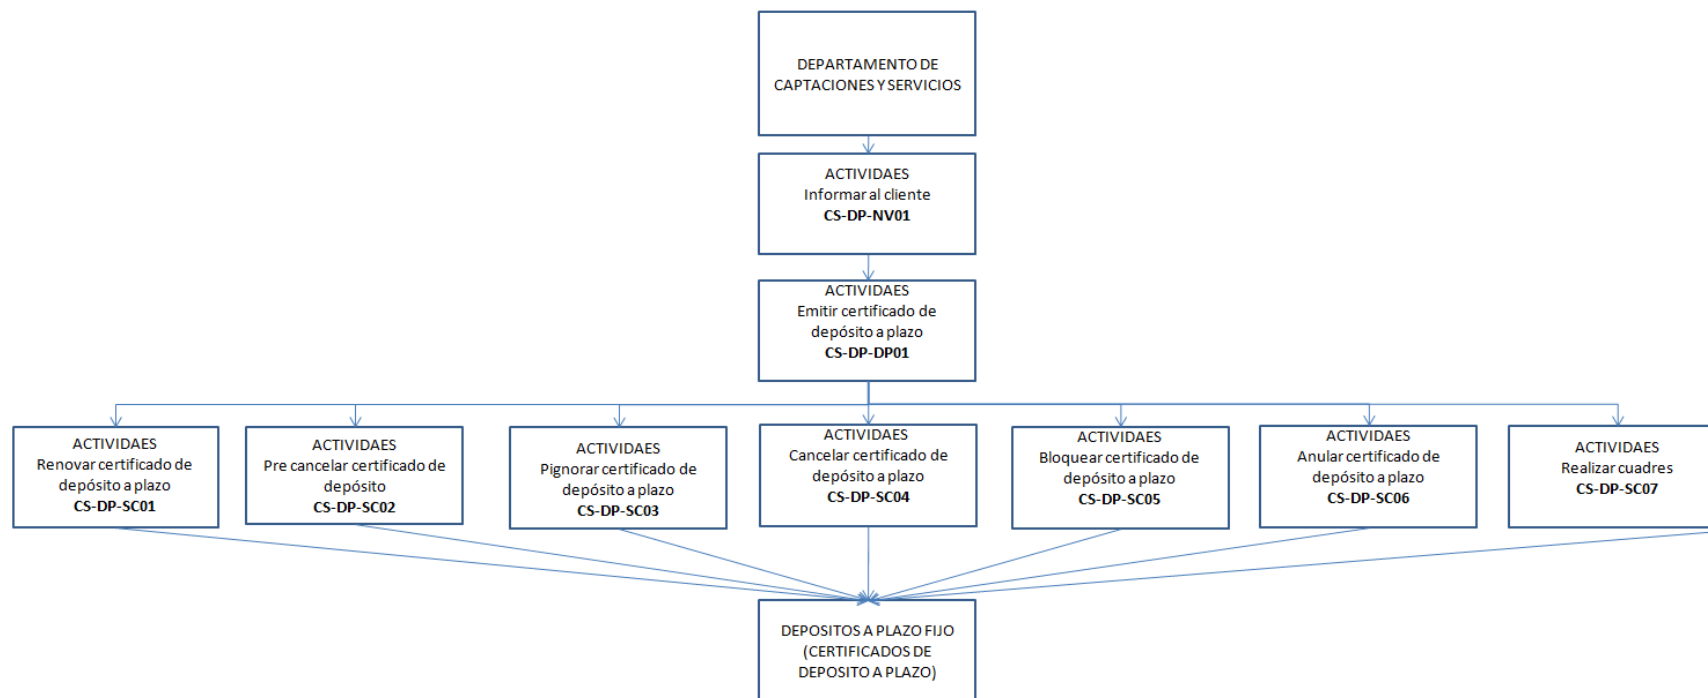 DEPARTAMENTO DE
CAPTACIONES Y SERVICIOS
ACTIVIDAES
Informar al cliente
CS-DP-NV01
ACTIVIDAES
Emitir certificado de
depósito a plazo
CS-DP-DP01
ACTIVIDAES
Renovar certificado de
depósito a plazo
CS-DP-SC01
ACTIVIDAES
Pre cancelar certificado de
depósito
CS-DP-SC02
ACTIVIDAES
Pignorar certificado de
depósito a plazo
CS-DP-SC03
ACTIVIDAES
Cancelar certificado de
depósito a plazo
CS-DP-SC04
ACTIVIDAES
Bloquear certificado de
depósito a plazo
CS-DP-SC05
ACTIVIDAES
Anular certificado de
depósito a plazo
CS-DP-SC06
ACTIVIDAES
Realizar cuadres
CS-DP-SC07
DEPOSITOS A PLAZO FIJO
(CERTIFICADOS DE
DEPOSITO A PLAZO)